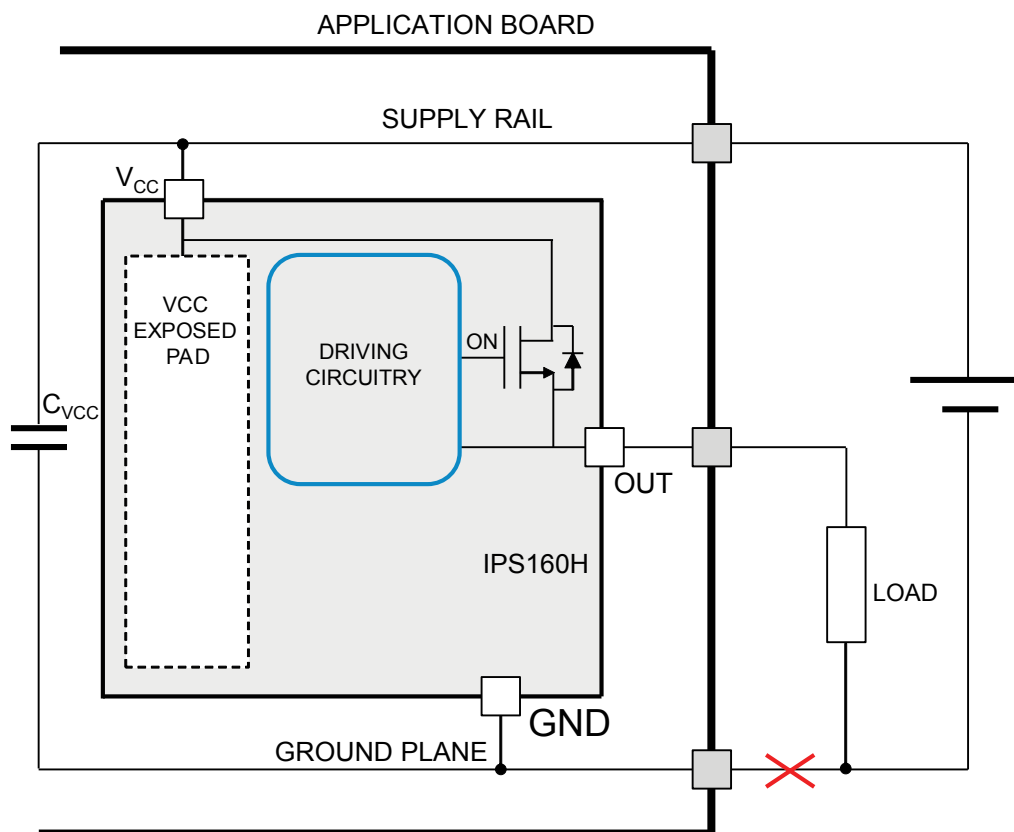 APPLICATION BOARD
SUPPLY RAIL
VCC
VCC
EXPOSED
PAD
DRIVING
CIRCUITRY
ON
CVCC
OUT
IPS160H
LOAD
GND
GROUND PLANE